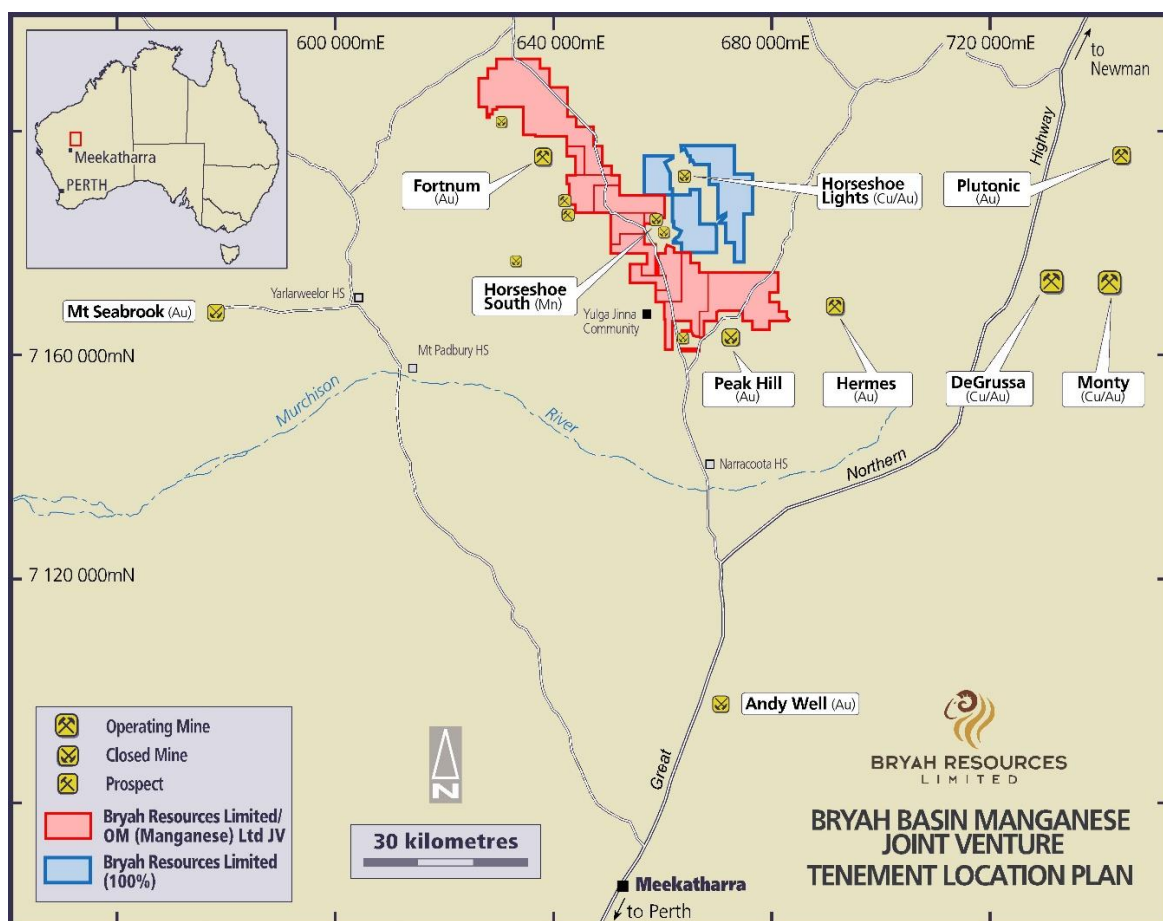 600 000mE
640 000mE
680 000mE
720 000mE
to
Newman
Meekatharra
PERTH
Highway
Fortnum
(Au)
Horseshoe
Lights (Cu/Au)
Plutonic
(Au)
Horseshoe
South (Mn)
Yarlarweelor HS
Mt Seabrook (Au)
Yulga Jinna
Community
7 160 000mN
Mt Padbury HS
Peak Hill
(Au)
Hermes
(Au)
DeGrussa
(Cu/Au)
Monty
(Cu/Au)
Murchison
River
Narracoota HS
Northern
7 120 000mN
Andy Well (Au)
Great
Operating Mine
Closed Mine
Prospect
Bryah Resources Limited/
OM (Manganese) Ltd JV
Bryah Resources Limited
(100%)
N
30 kilometres
BRYAH RESOURCES
LIMITED
BRYAH BASIN MANGANESE
JOINT VENTURE
TENEMENT LOCATION PLAN
Meekatharra
to Perth